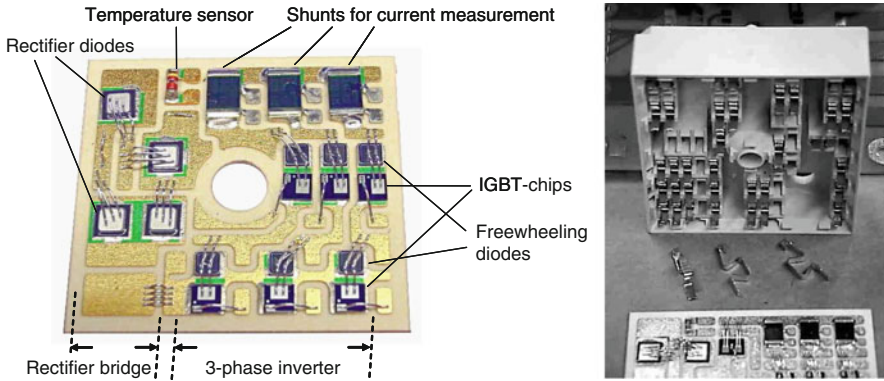 Temperature sensor
Shunts for current measurement
Rectifier diodes
IGBT-chips
Freewheeling
diodes
Rectifier bridge
3-phase inverter